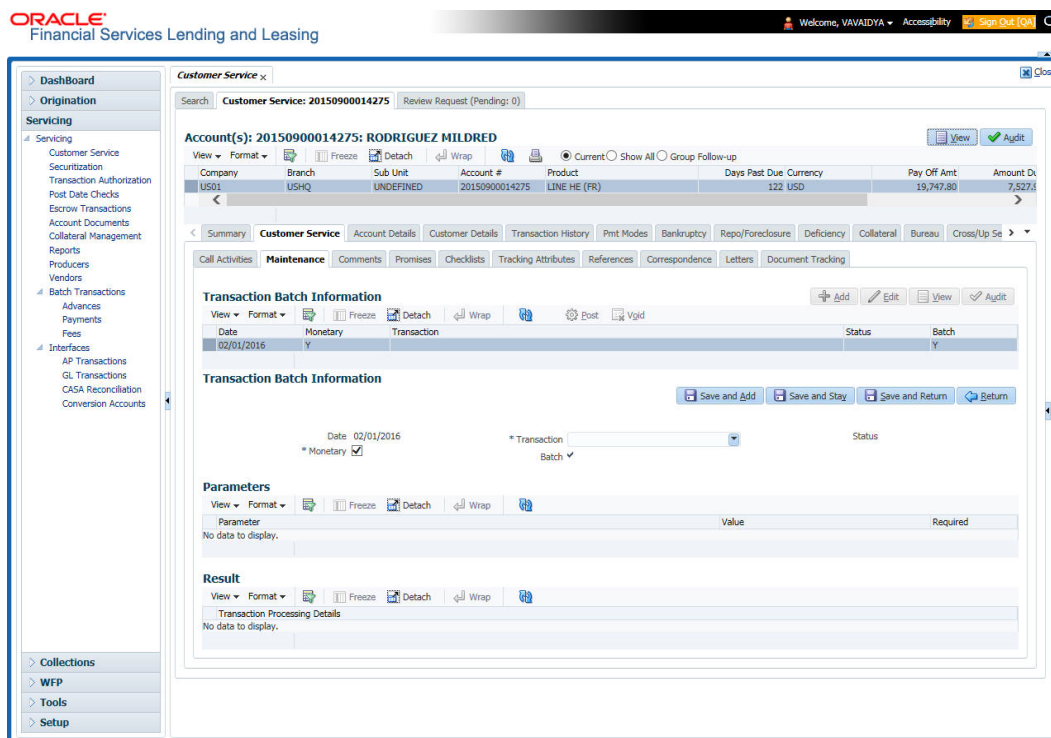 ORACLE
Financial Services Lending and Leasing
Welcome, VAVAIDYA Accessibility Sign Out [QA]
DashBoard
Origination
Servicing
Servicing
Customer Service
Securitization
Transaction Authorization
Post Date Checks
Escrow Transactions
Account Documents
Collateral Management
Reports
Producers
Vendors
Batch Transactions
Advances
Payments
Fees
Interfaces
AP Transactions
GL Transactions
CASA Reconciliation
Conversion Accounts
Collections
WFP
Tools
Setup
Customer Service x
Clos
Search Customer Service: 20150900014275 Review Request (Pending: 0)
Account(s): 20150900014275: RODRIGUEZ MILDRED
View Audit
View Format Freeze Detach Wrap Current Show All Group Follow-up
Company Branch Sub Unit Account # Product Days Past Due Currency Pay Off Amt Amount Du
US01 USHQ UNDEFINED 20150900014275 LINE HE (FR) 122 USD 19,747.80 7,527.9
Summary Customer Service Account Details Customer Details Transaction History Pmt Modes Bankruptcy Repo/Foreclosure Deficiency Collateral Bureau Cross/Up Se
Call Activities Maintenance Comments Promises Checklists Tracking Attributes References Correspondence Letters Document Tracking
Transaction Batch Information
Add Edit View Audit
View Format Freeze Detach Wrap Post Void
Date Monetary Transaction Status Batch
02/01/2016 Y Y
Transaction Batch Information
Save and Add Save and Stay Save and Return Return
Date 02/01/2016 * Transaction Status
* Monetary Batch
Parameters
View Format Freeze Detach Wrap
Parameter Value Required
No data to display.
Result
View Format Freeze Detach Wrap
Transaction Processing Details
No data to display.